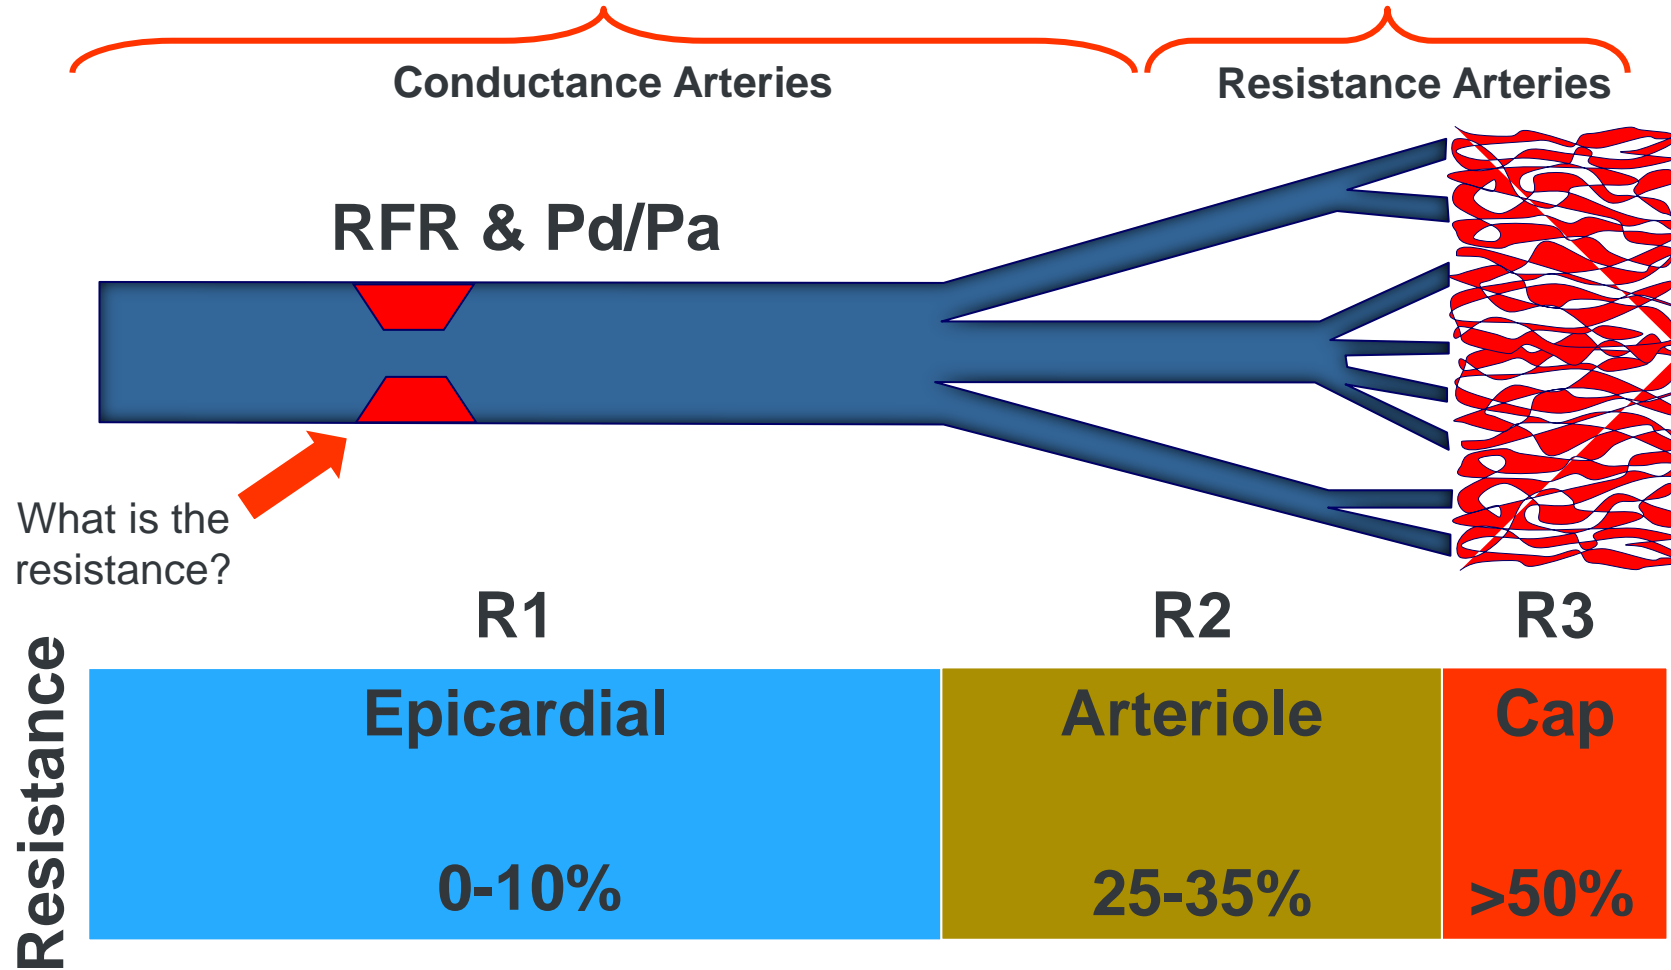 Conductance Arteries
Resistance Arteries
RFR & Pd/Pa
What is the
resistance?
R1
R2
R3
Resistance
Epicardial
Arteriole
Cap
0-10%
25-35%
>50%